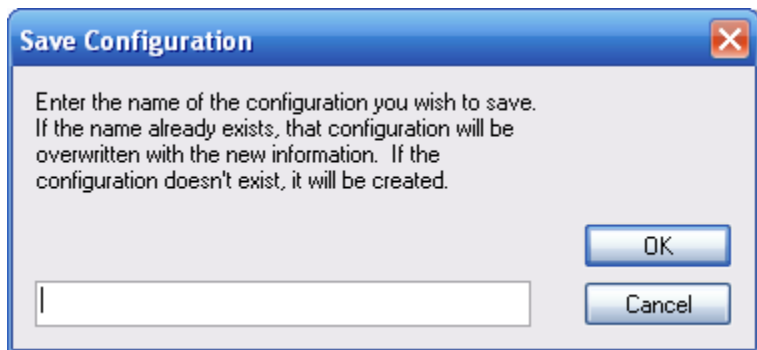 Save Configuration
Enter the name of the configuration you wish to save.
If the name already exists, that configuration will be
overwritten with the new information.  If the
configuration doesn't exist, it will be created.
OK
Cancel